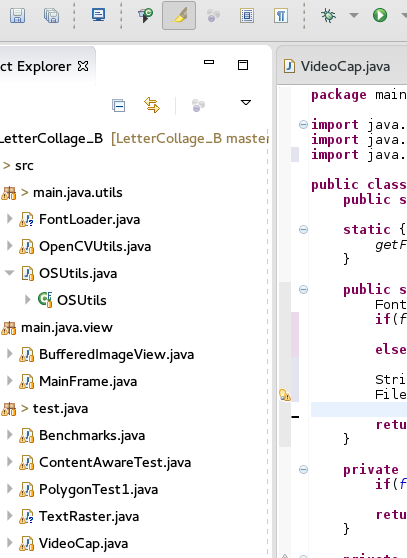 ct Explorer
LetterCollage_B [LetterCollage_B master
> src
> main.java.utils
FontLoader.java
OpenCVUtils.java
OSUtils.java
OSUtils
main.java.view
BufferedImageView.java
MainFrame.java
> test.java
Benchmarks.java
ContentAwareTest.java
PolygonTest1.java
TextRaster.java
VideoCap.java
VideoCap.java
package main
import java.
import java.
import java.
public class
public s
static {
getF
}
public s
Font
if(f
else
Stri
File
retu
}
private
if(f
retu
}